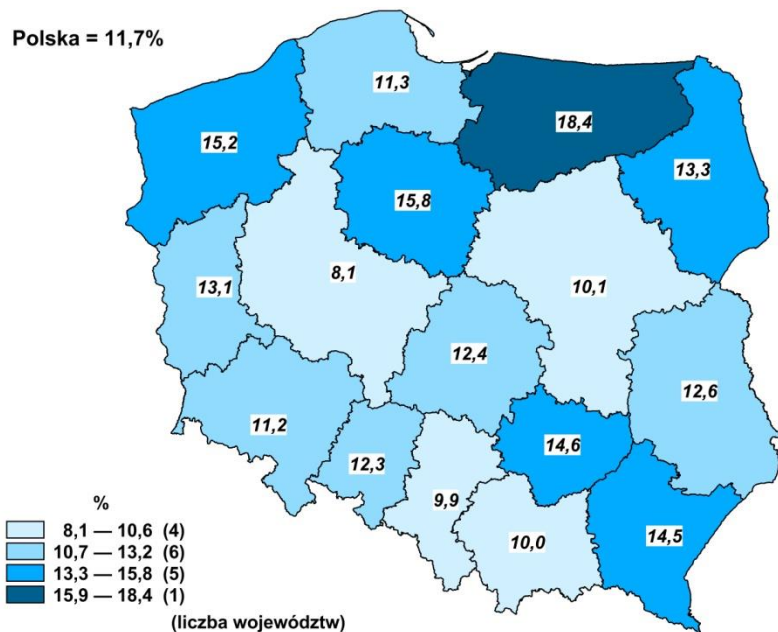 Polska = 11,7%
11,3
18,4
15,2
13,3
15,8
8,1
10,1
13,1
12,4
12,6
11,2
14,6
12,3
9,9
10,0
14,5
%
8,1 — 10,6 (4)
10,7 — 13,2 (6)
13,3 — 15,8 (5)
15,9 — 18,4 (1)
(liczba województw)